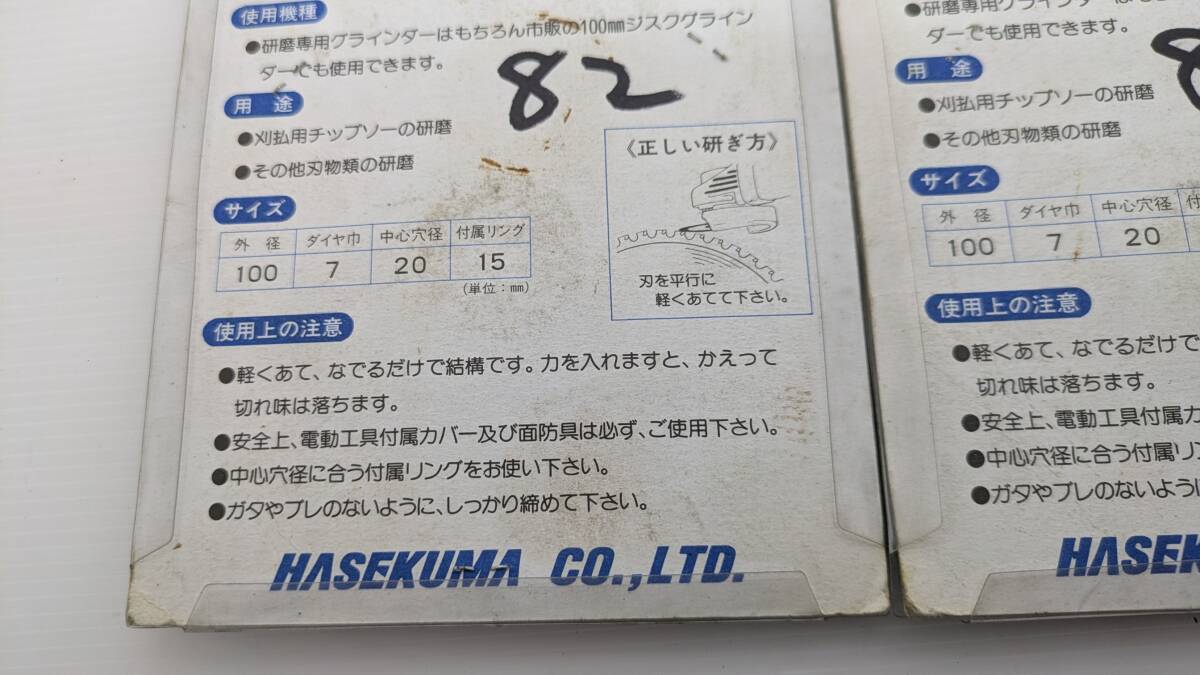 使用機種
●研磨専用グラインダーはもちろん市販の100mmジスクグライン
ダーでも使用できます。
82
用 途
●刈払用チップソーの研磨
●その他刃物類の研磨
サイズ
外 径 ダイヤ巾 中心穴径 付属リング
100 7 20 15
(単位：mm)
《正しい研ぎ方》
刃を平行に
軽くあてて下さい。
使用上の注意
●軽くあて、なでるだけで結構です。力を入れますと、かえって
切れ味は落ちます。
●安全上、電動工具付属カバー及び面防具は必ず、ご使用下さい。
●中心穴径に合う付属リングをお使い下さい。
●ガタやブレのないように、しっかり締めて下さい。
HASEKUMA CO.,LTD.
●研磨専用グラインダーは
ダーでも使用できます。
用 途
●刈払用チップソーの研磨
●その他刃物類の研磨
サイズ
外 径 ダイヤ巾 中心穴径 付
100 7 20
使用上の注意
●軽くあて、なでるだけで
切れ味は落ちます。
●安全上、電動工具付属カ
●中心穴径に合う付属リ
●ガタやブレのないように
HASEK